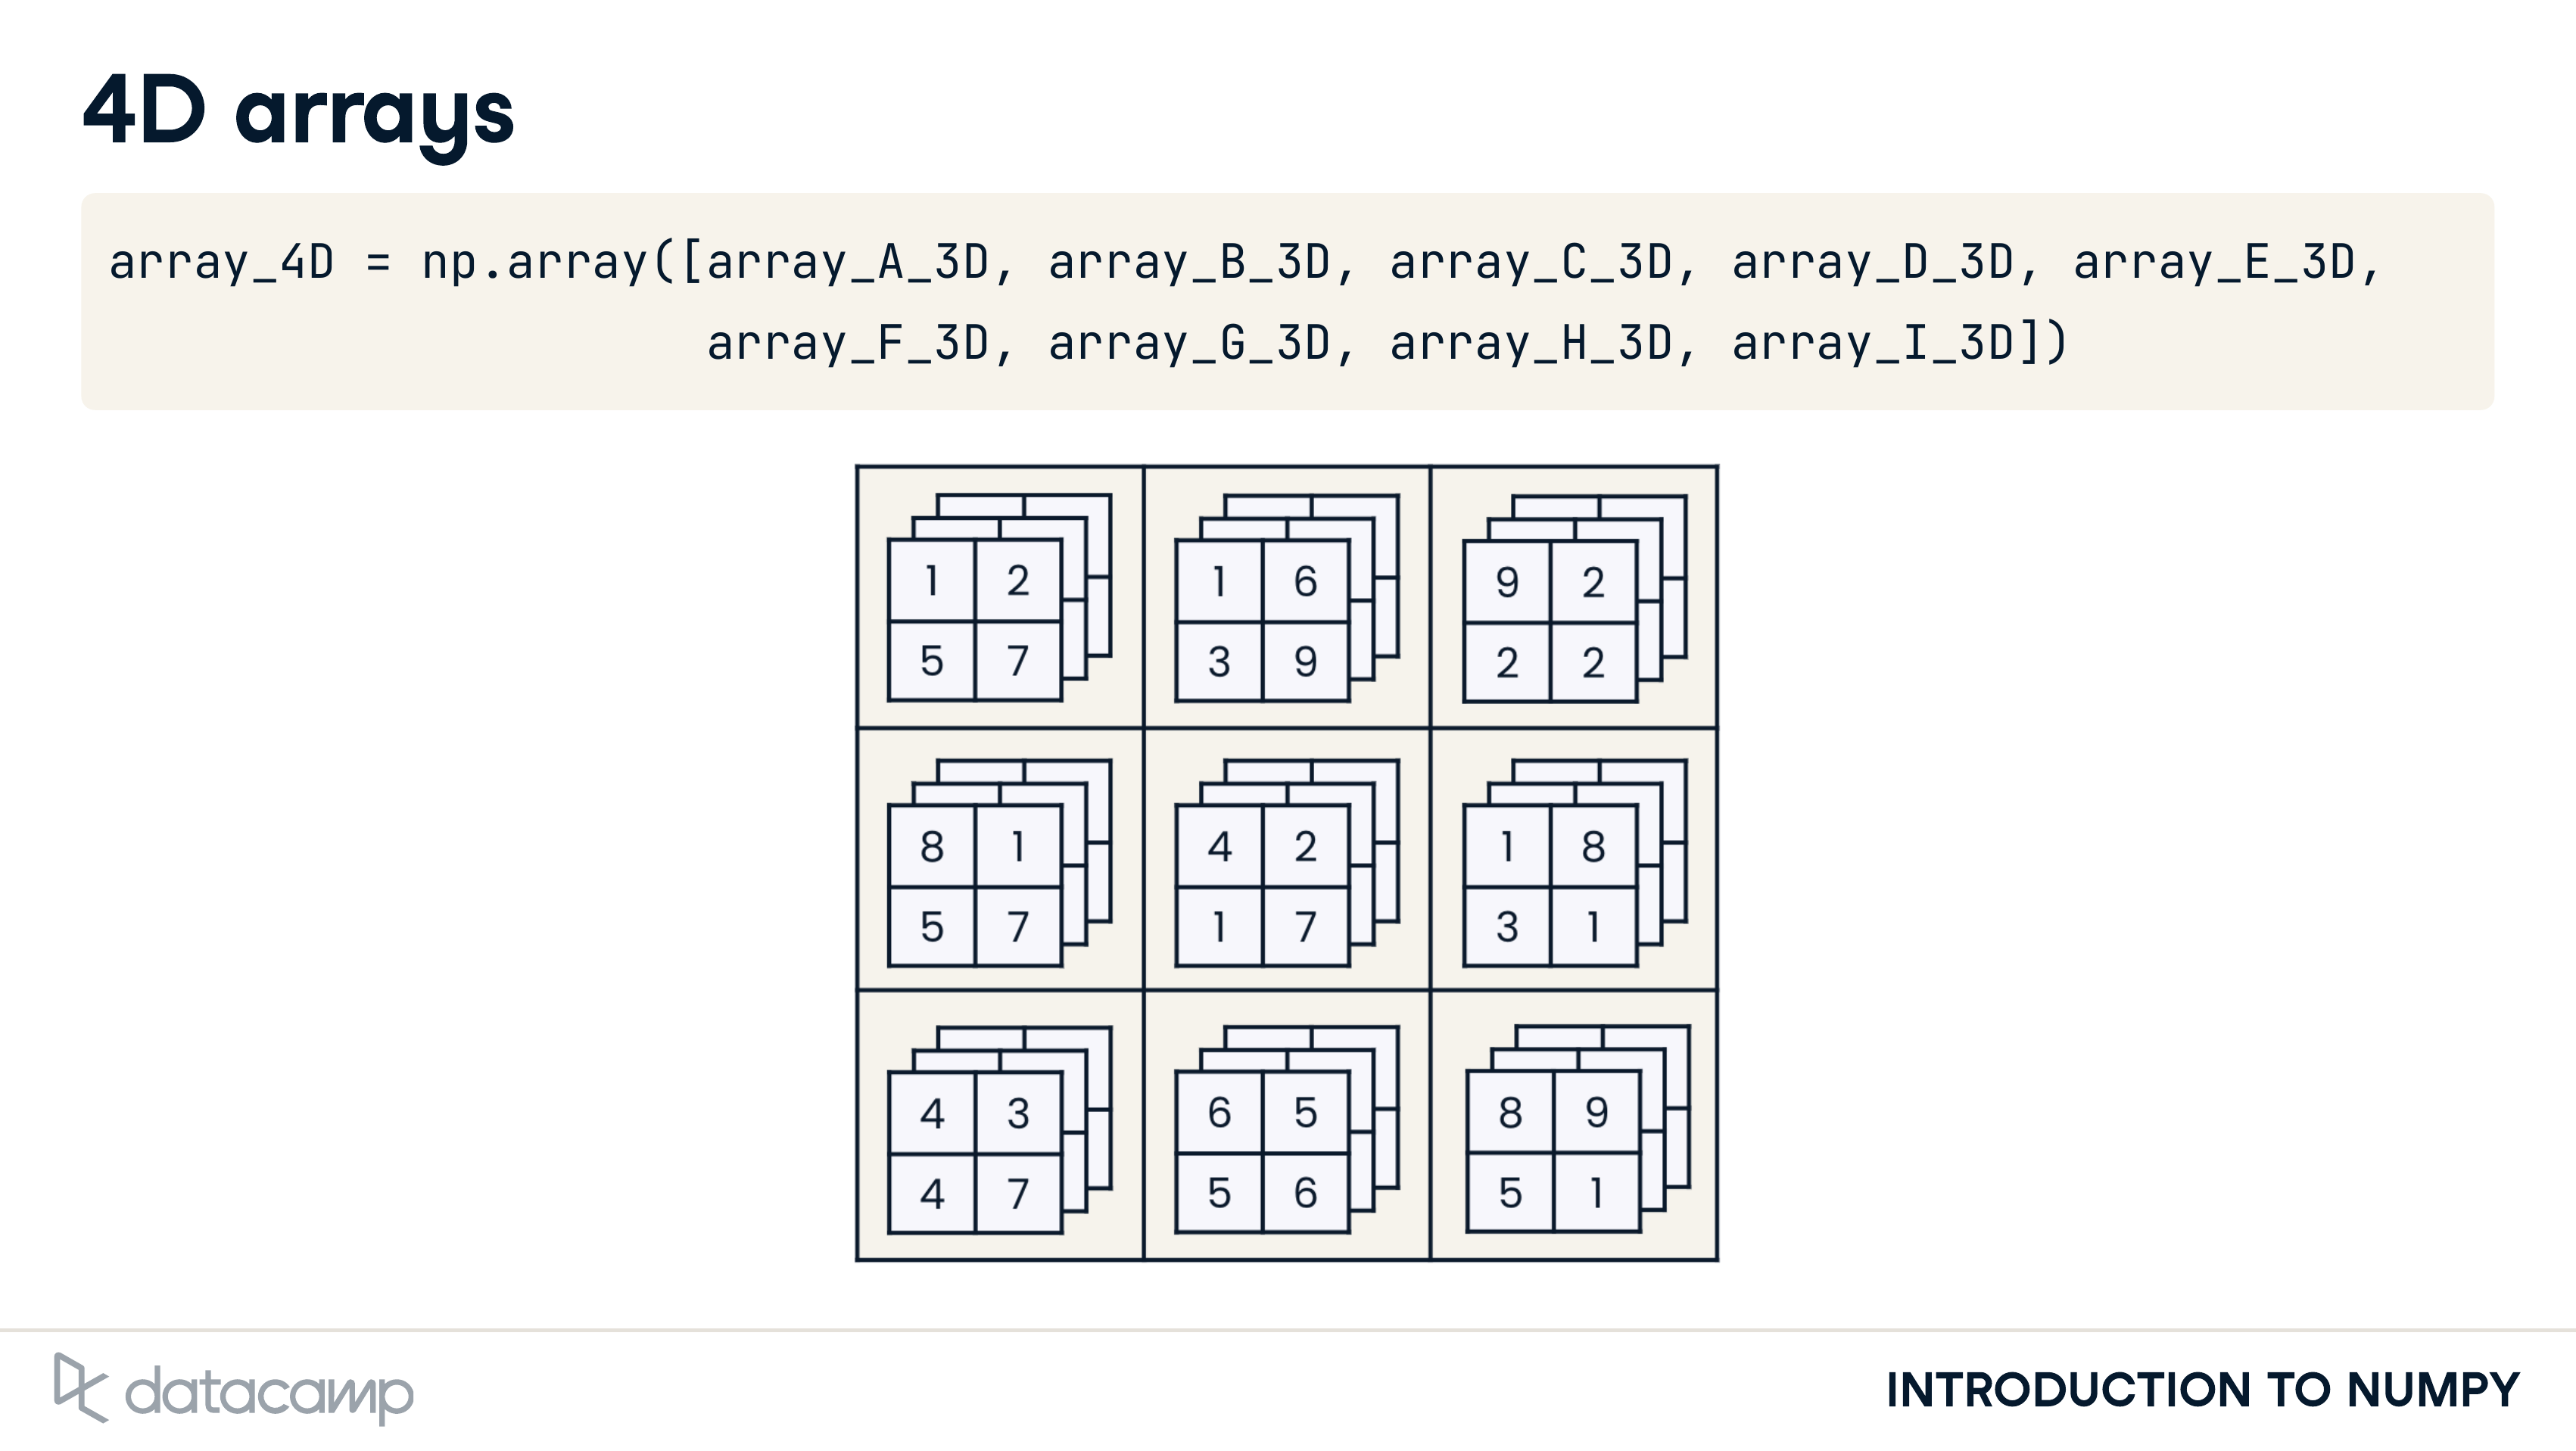 4D arrays
array_4D = np.array([array_A_3D, array_B_3D, array_C_3D, array_D_3D, array_E_3D,
array_F_3D, array_G_3D, array_H_3D, array_I_3D])
1 2 1 6 9 2
5 7 3 9 2 2
8 1 4 2 1 8
5 7 1 7 3 1
4 3 6 5 8 9
4 7 5 6 5 1
datacamp
INTRODUCTION TO NUMPY